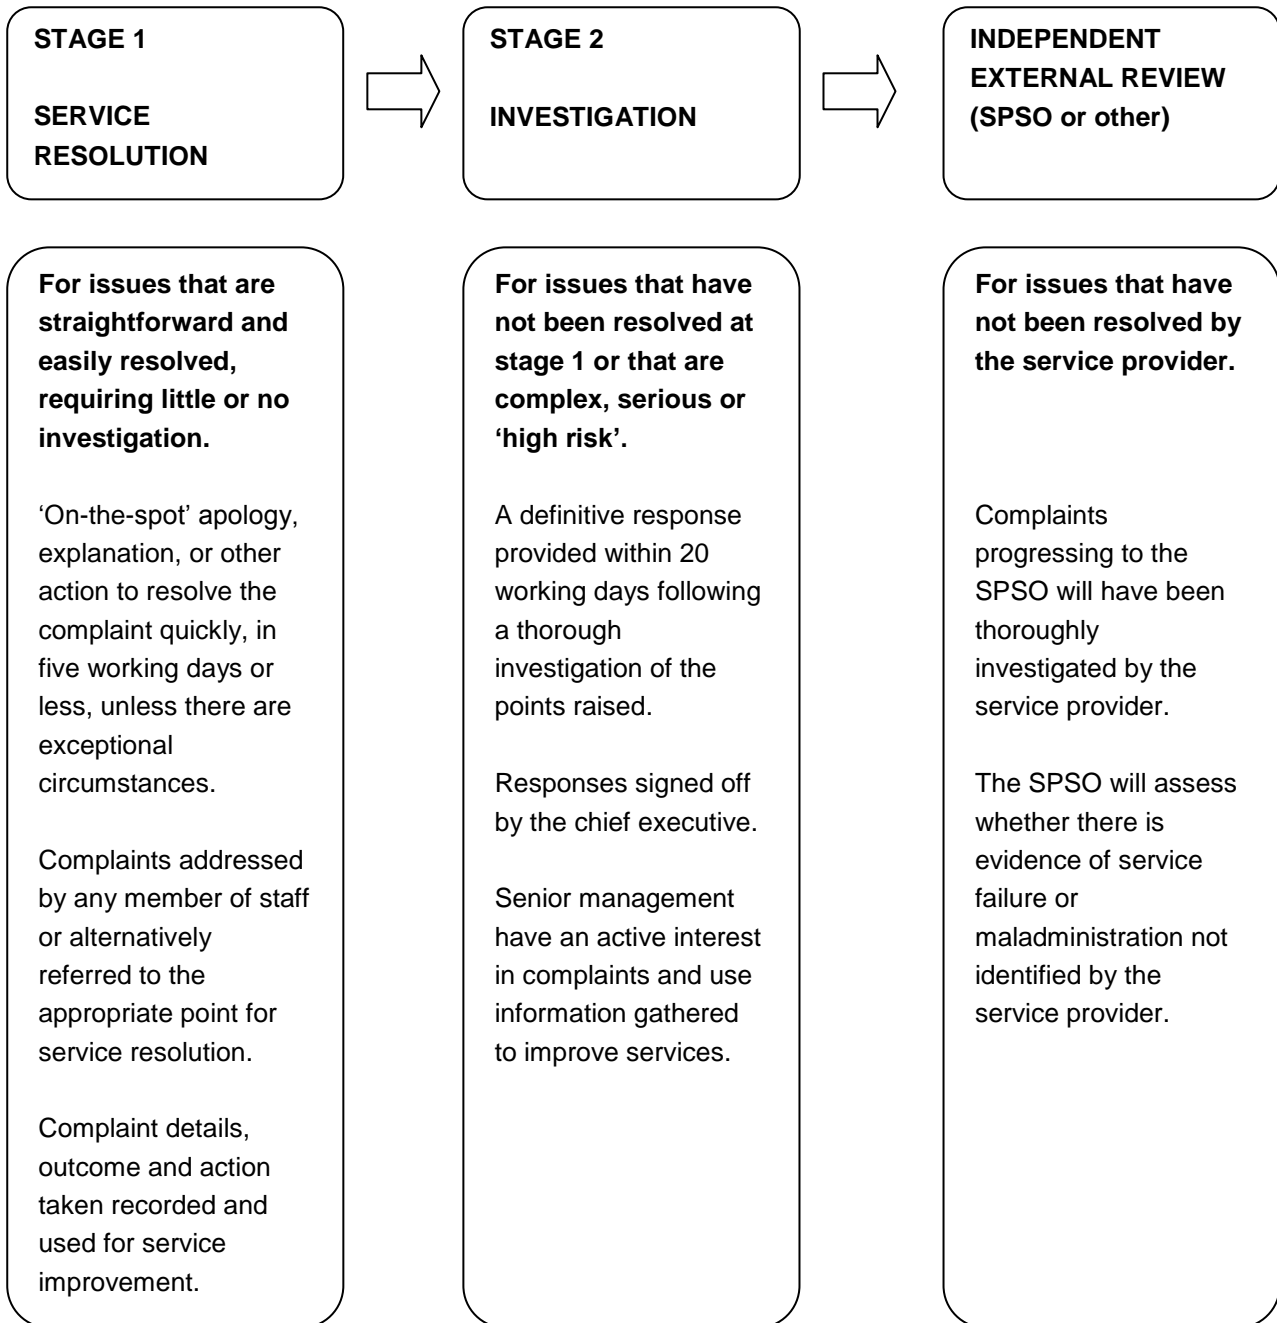 STAGE 1
SERVICE
RESOLUTION
STAGE 2
INVESTIGATION
INDEPENDENT
EXTERNAL REVIEW
(SPSO or other)
For issues that are
straightforward and
easily resolved,
requiring little or no
investigation.
‘On-the-spot’ apology,
explanation, or other
action to resolve the
complaint quickly, in
five working days or
less, unless there are
exceptional
circumstances.
Complaints addressed
by any member of staff
or alternatively
referred to the
appropriate point for
service resolution.
Complaint details,
outcome and action
taken recorded and
used for service
improvement.
For issues that have
not been resolved at
stage 1 or that are
complex, serious or
‘high risk’.
A definitive response
provided within 20
working days following
a thorough
investigation of the
points raised.
Responses signed off
by the chief executive.
Senior management
have an active interest
in complaints and use
information gathered
to improve services.
For issues that have
not been resolved by
the service provider.
Complaints
progressing to the
SPSO will have been
thoroughly
investigated by the
service provider.
The SPSO will assess
whether there is
evidence of service
failure or
maladministration not
identified by the
service provider.